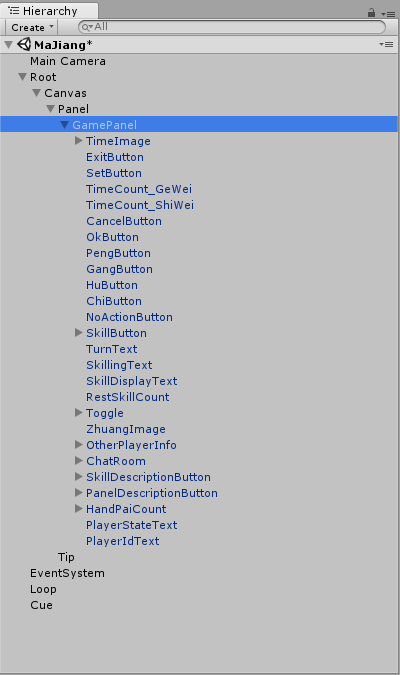 Hierarchy
Create All
MaJiang*
Main Camera
Root
Canvas
Panel
GamePanel
TimeImage
ExitButton
SetButton
TimeCount_GeWei
TimeCount_ShiWei
CancelButton
OkButton
PengButton
GangButton
HuButton
ChiButton
NoActionButton
SkillButton
TurnText
SkillingText
SkillDisplayText
RestSkillCount
Toggle
ZhuangImage
OtherPlayerInfo
ChatRoom
SkillDescriptionButton
PanelDescriptionButton
HandPaiCount
PlayerStateText
PlayerIdText
Tip
EventSystem
Loop
Cue